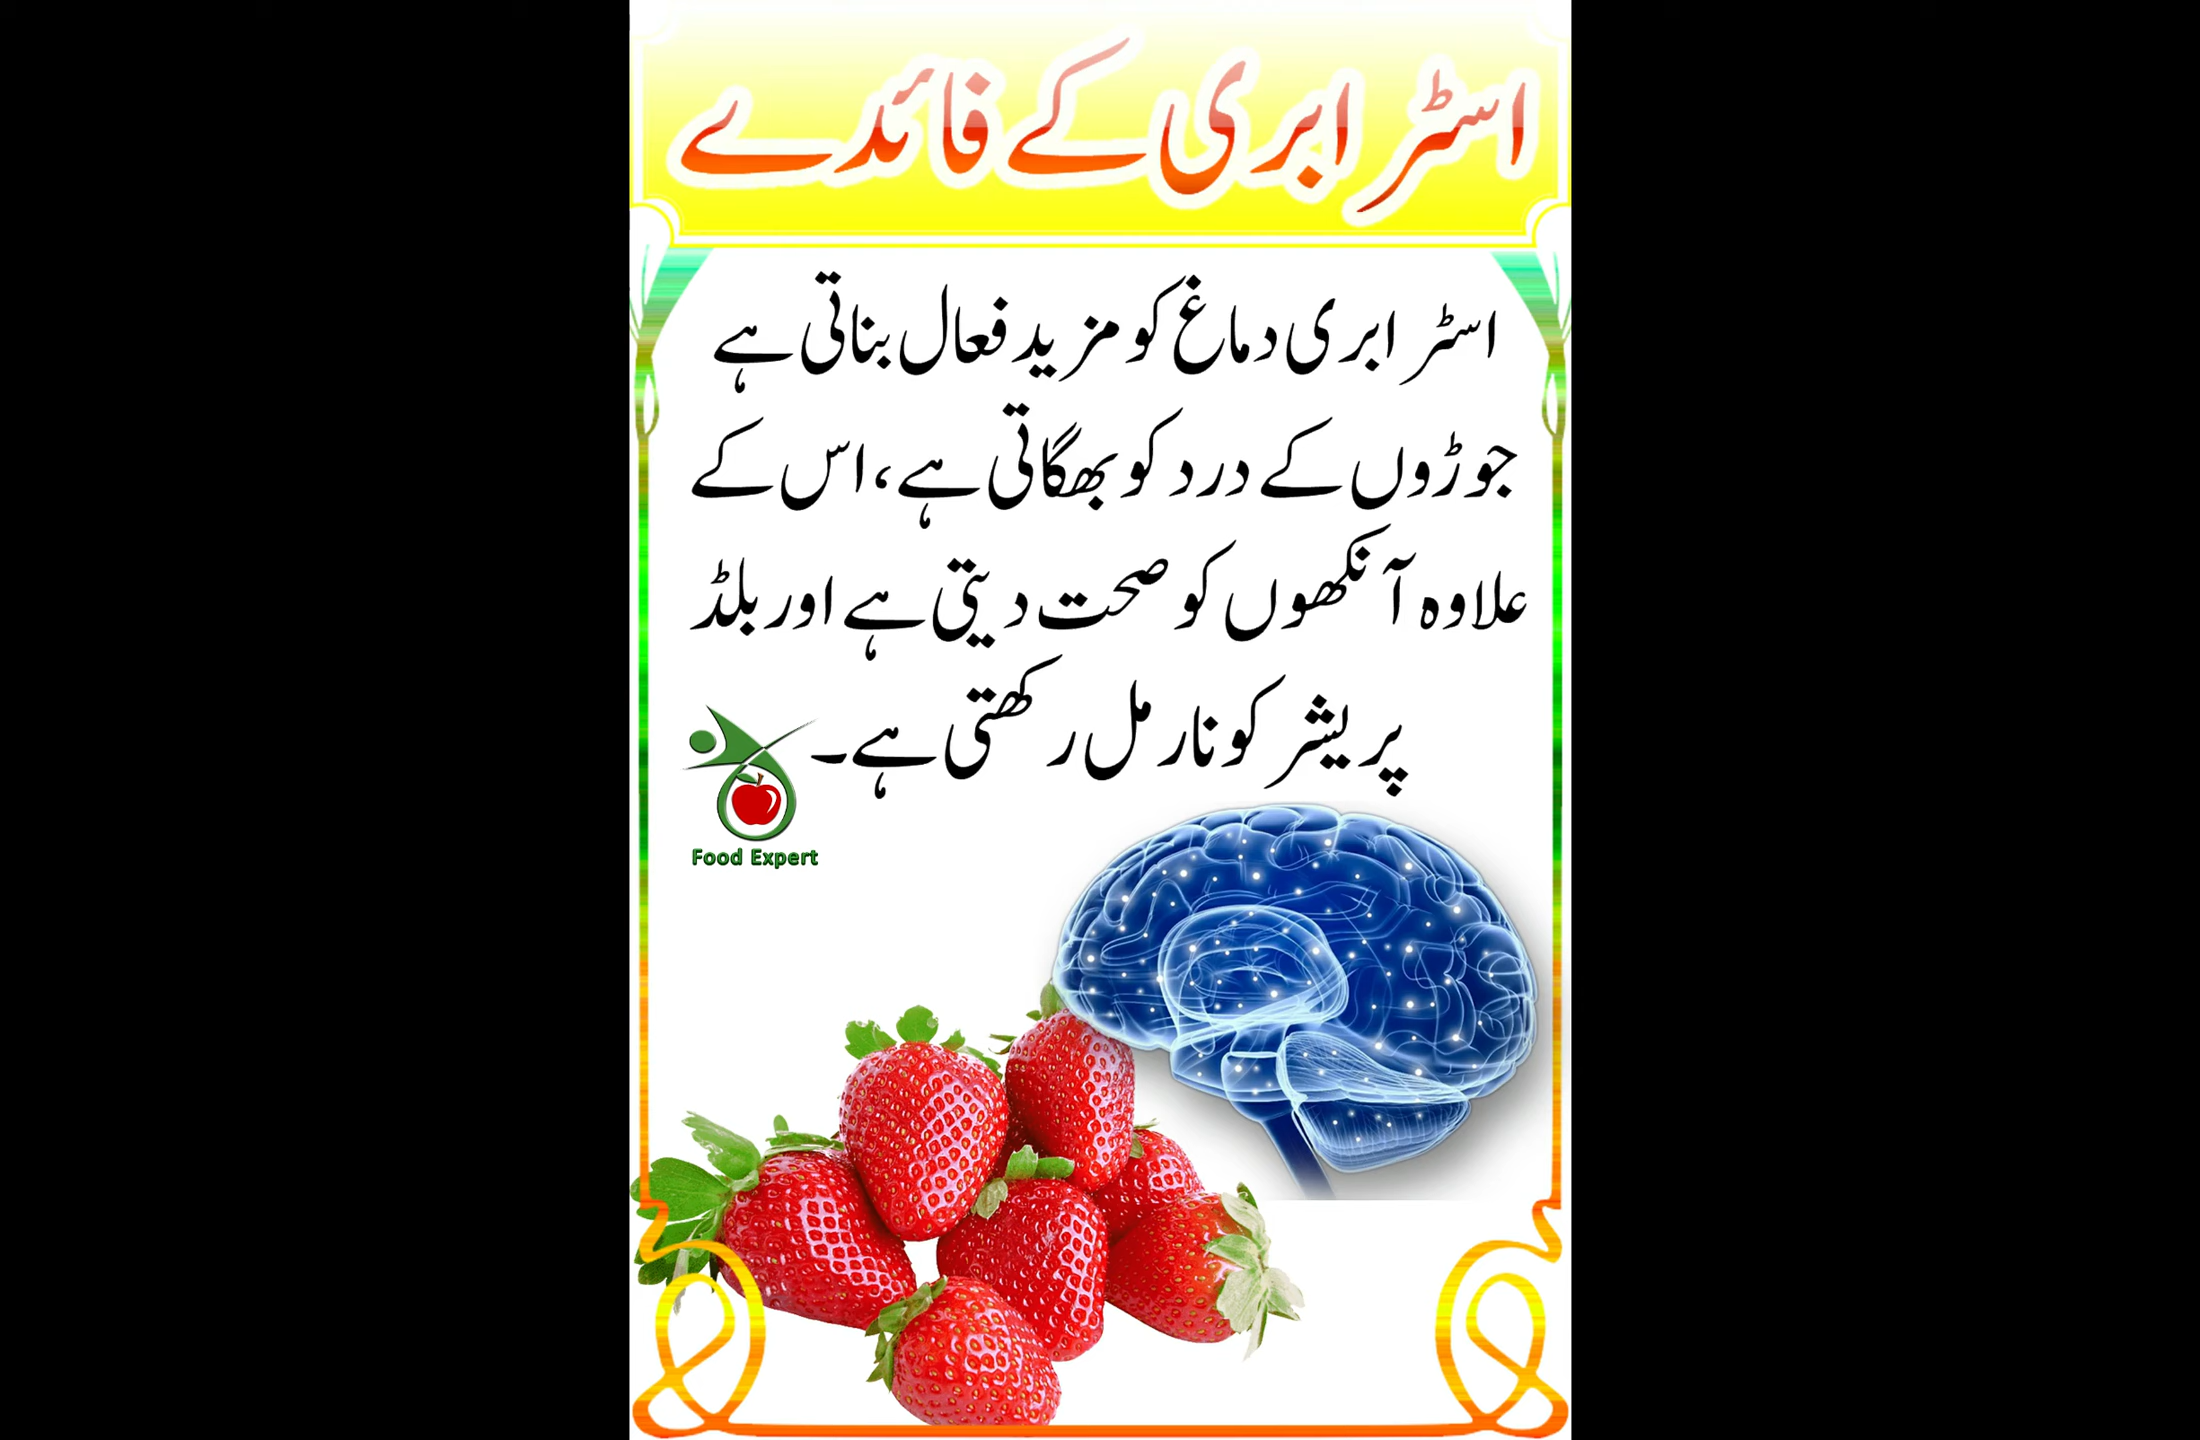 اسٹرابری کے فائدے
اسٹرابری دماغ کو مزید فعال بناتی ہے
جوڑوں کے درد کو بھگاتی ہے، اس کے
علاوہ آنکھوں کو صحت دیتی ہے اور بلڈ
پریشر کو نارمل رکھتی ہے۔
Food Expert